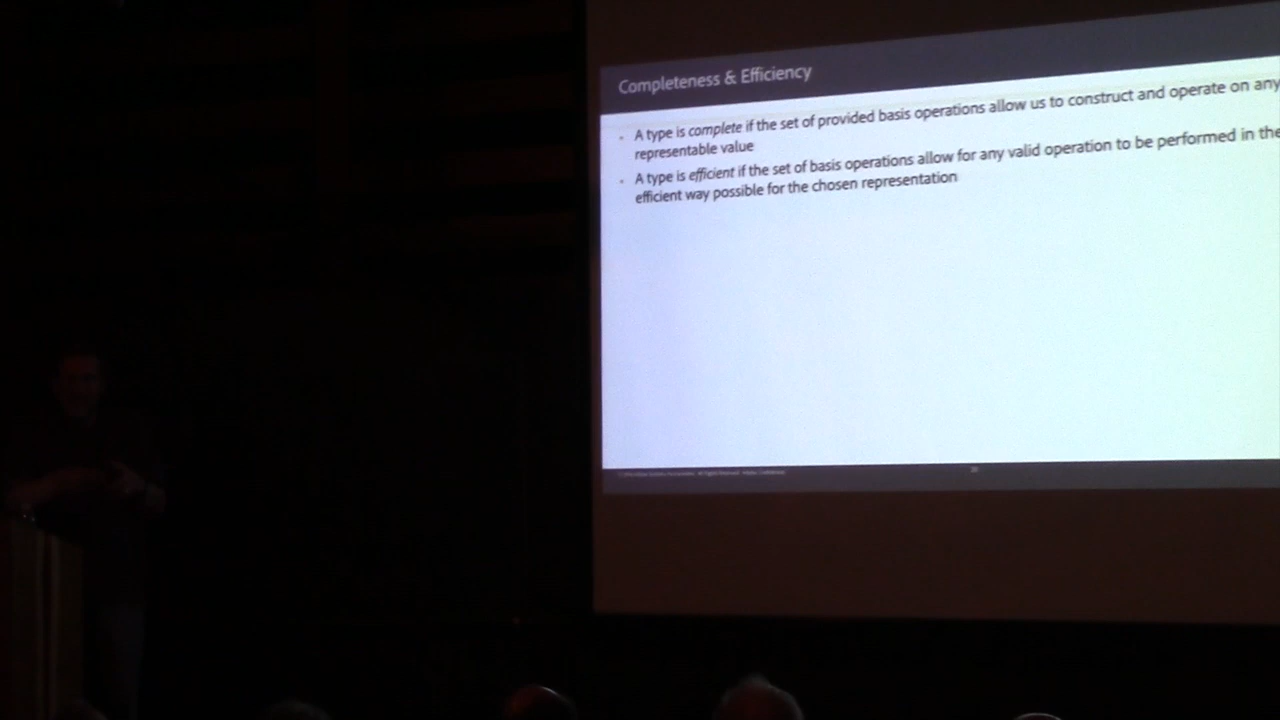 Completeness & Efficiency
A type is complete if the set of provided basis operations allow us to construct and operate on any
representable value
A type is efficient if the set of basis operations allow for any valid operation to be performed in the
efficient way possible for the chosen representation